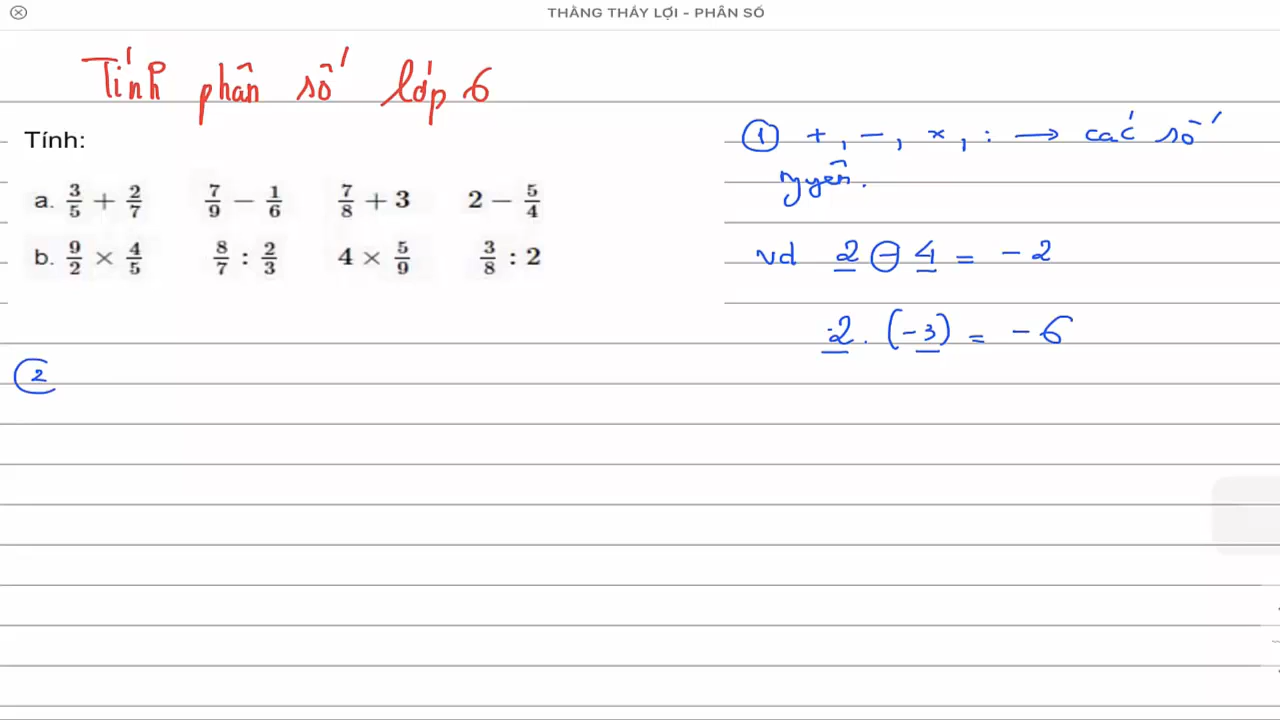 THẰNG THẦY LỢI - PHÂN SỐ
Tính phân số lớp 6
Tính:
a. 3/5 + 2/7 7/9 − 1/6 7/8 + 3 2 − 5/4
b. 9/2 × 4/5 8/7 : 2/3 4 × 5/9 3/8 : 2
① +, −, ×, : → các số
nguyên.
vd 2 − 4 = − 2
2 . (−3) = − 6
②